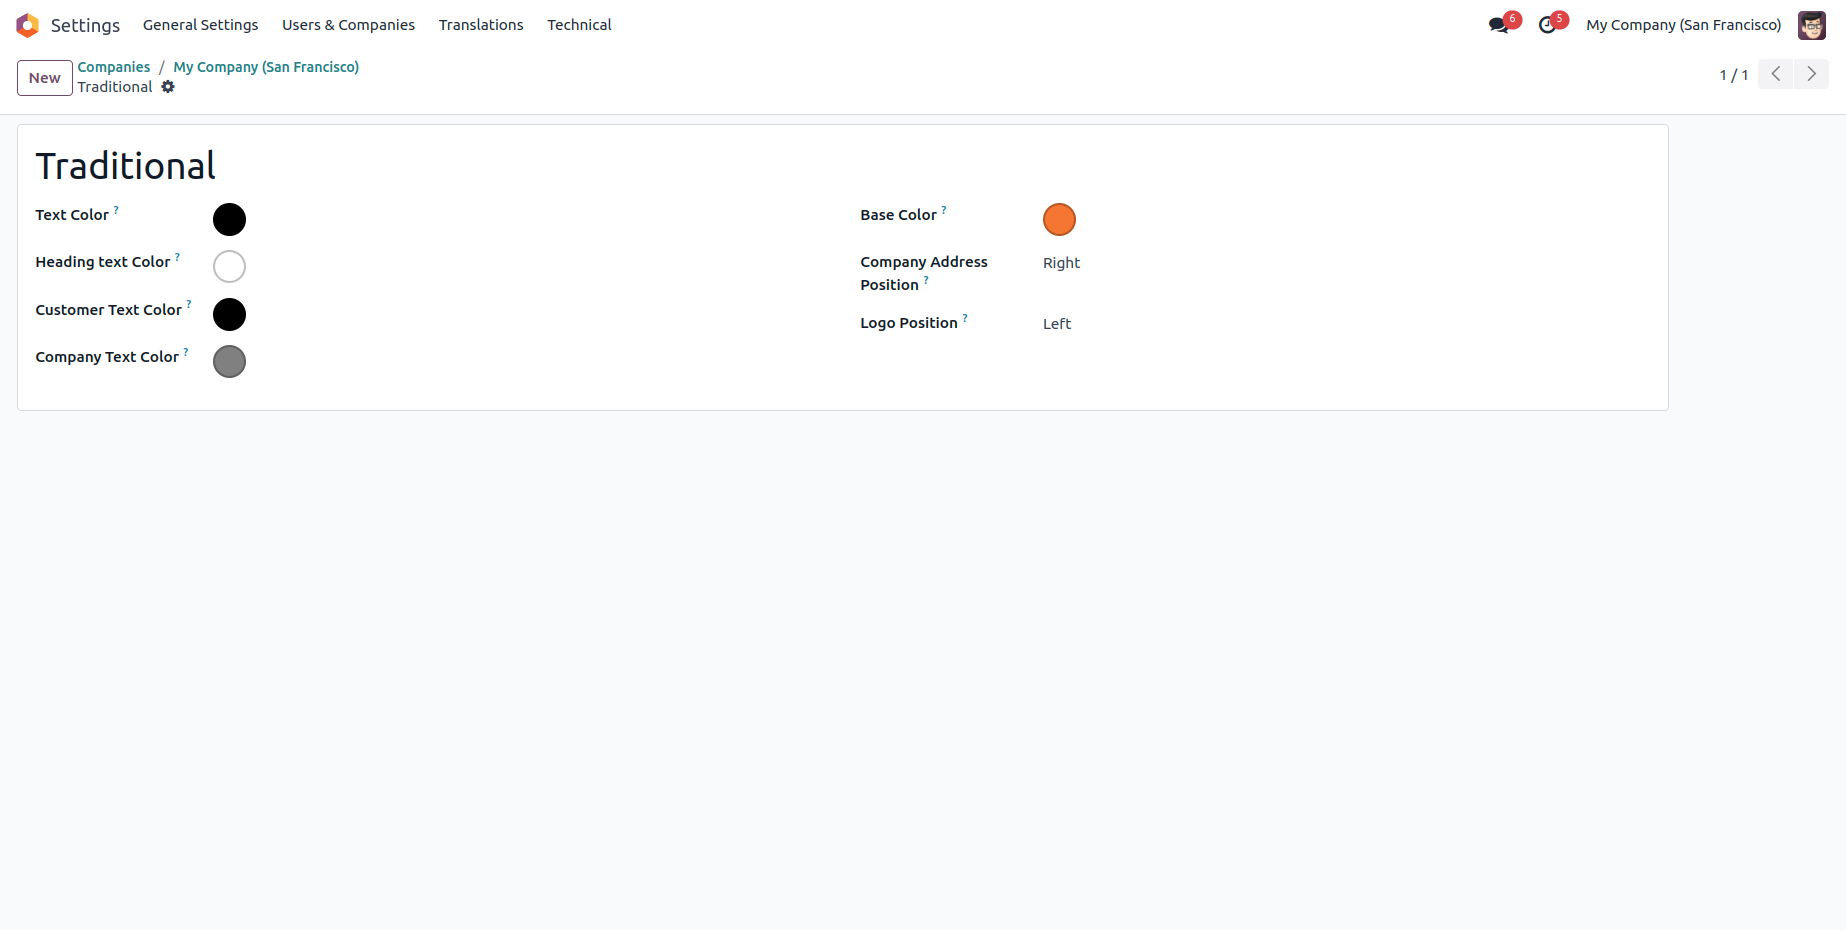 Settings General Settings Users & Companies Translations Technical 6 5 My Company (San Francisco)
New Companies / My Company (San Francisco)
Traditional 1 / 1
Traditional
Text Color ? Base Color ?
Heading text Color ? Company Address Position ? Right
Customer Text Color ? Logo Position ? Left
Company Text Color ?